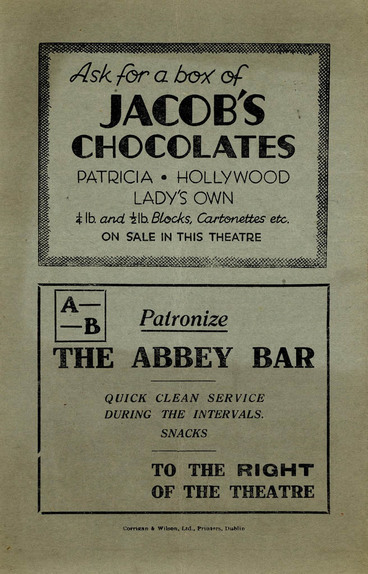 Ask for a box of
JACOB'S
CHOCOLATES
PATRICIA • HOLLYWOOD
LADY'S OWN
¼ lb. and ½ lb. Blocks, Cartonettes etc.
ON SALE IN THIS THEATRE
A—
—B
Patronize
THE ABBEY BAR
QUICK CLEAN SERVICE
DURING THE INTERVALS.
SNACKS
TO THE RIGHT
OF THE THEATRE
Corrigan & Wilson, Ltd., Printers, Dublin